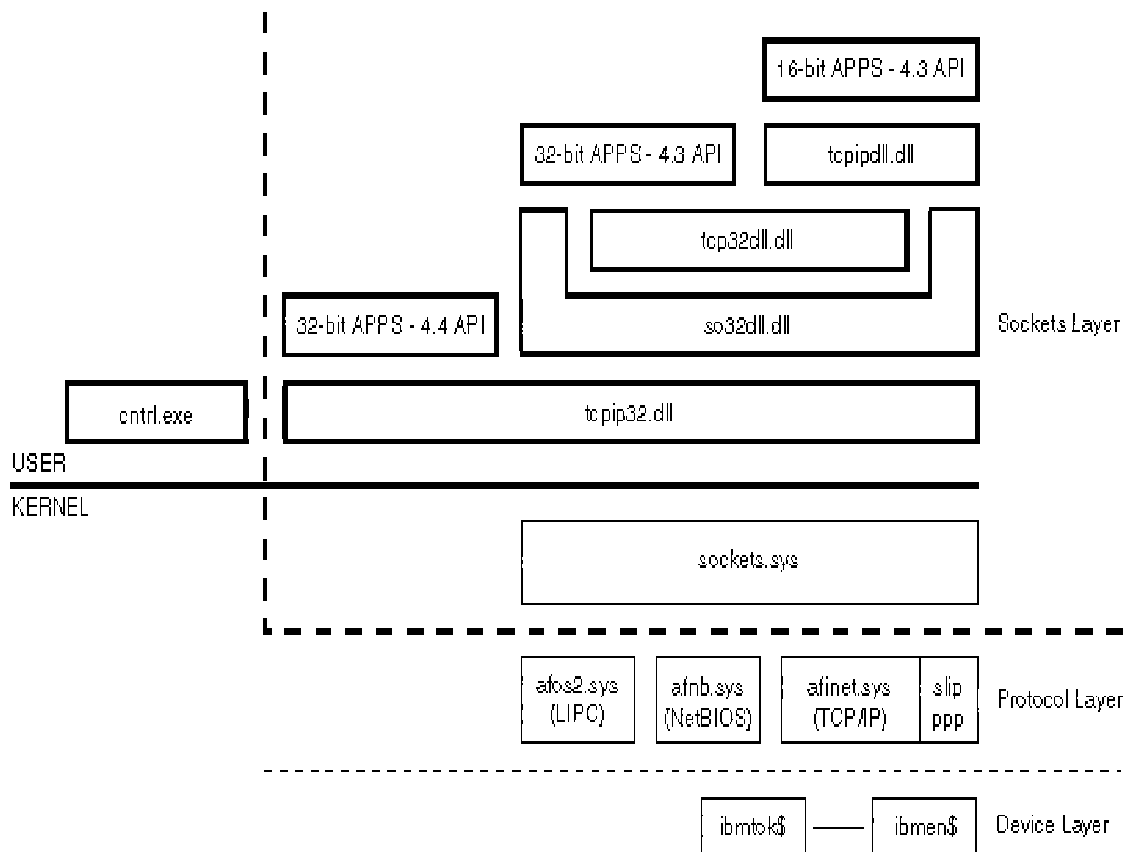 16-bit APPS - 4.3 API
32-bit APPS - 4.3 API
tcpipdll.dll
tcp32dll.dll
32-bit APPS - 4.4 API
so32dll.dll
Sockets Layer
cntrl.exe
tcpip32.dll
USER
KERNEL
sockets.sys
afos2.sys
(LIPC)
afnb.sys
(NetBIOS)
afinet.sys
(TCP/IP)
slip
ppp
Protocol Layer
ibmtok$
ibmen$
Device Layer